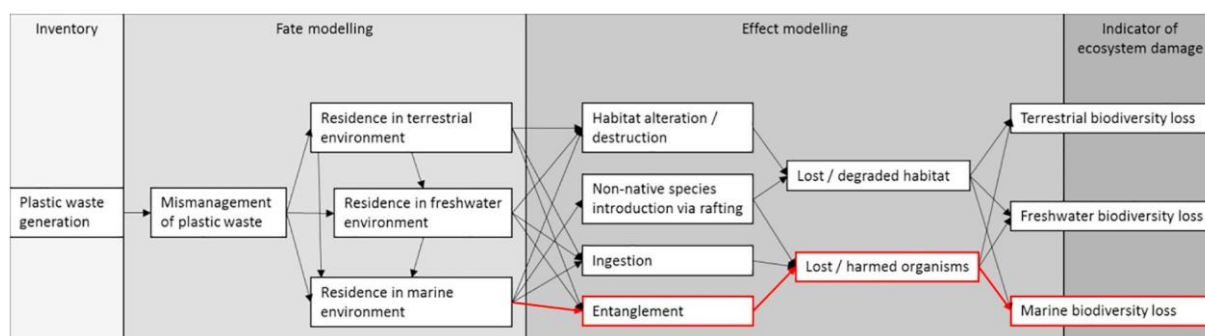 Inventory
Fate modelling
Effect modelling
Indicator of
ecosystem damage
Residence in terrestrial
environment
Habitat alteration /
destruction
Terrestrial biodiversity loss
Plastic waste
generation
Mismanagement
of plastic waste
Residence in freshwater
environment
Non-native species
introduction via rafting
Lost / degraded habitat
Freshwater biodiversity loss
Ingestion
Lost / harmed organisms
Residence in marine
environment
Entanglement
Marine biodiversity loss